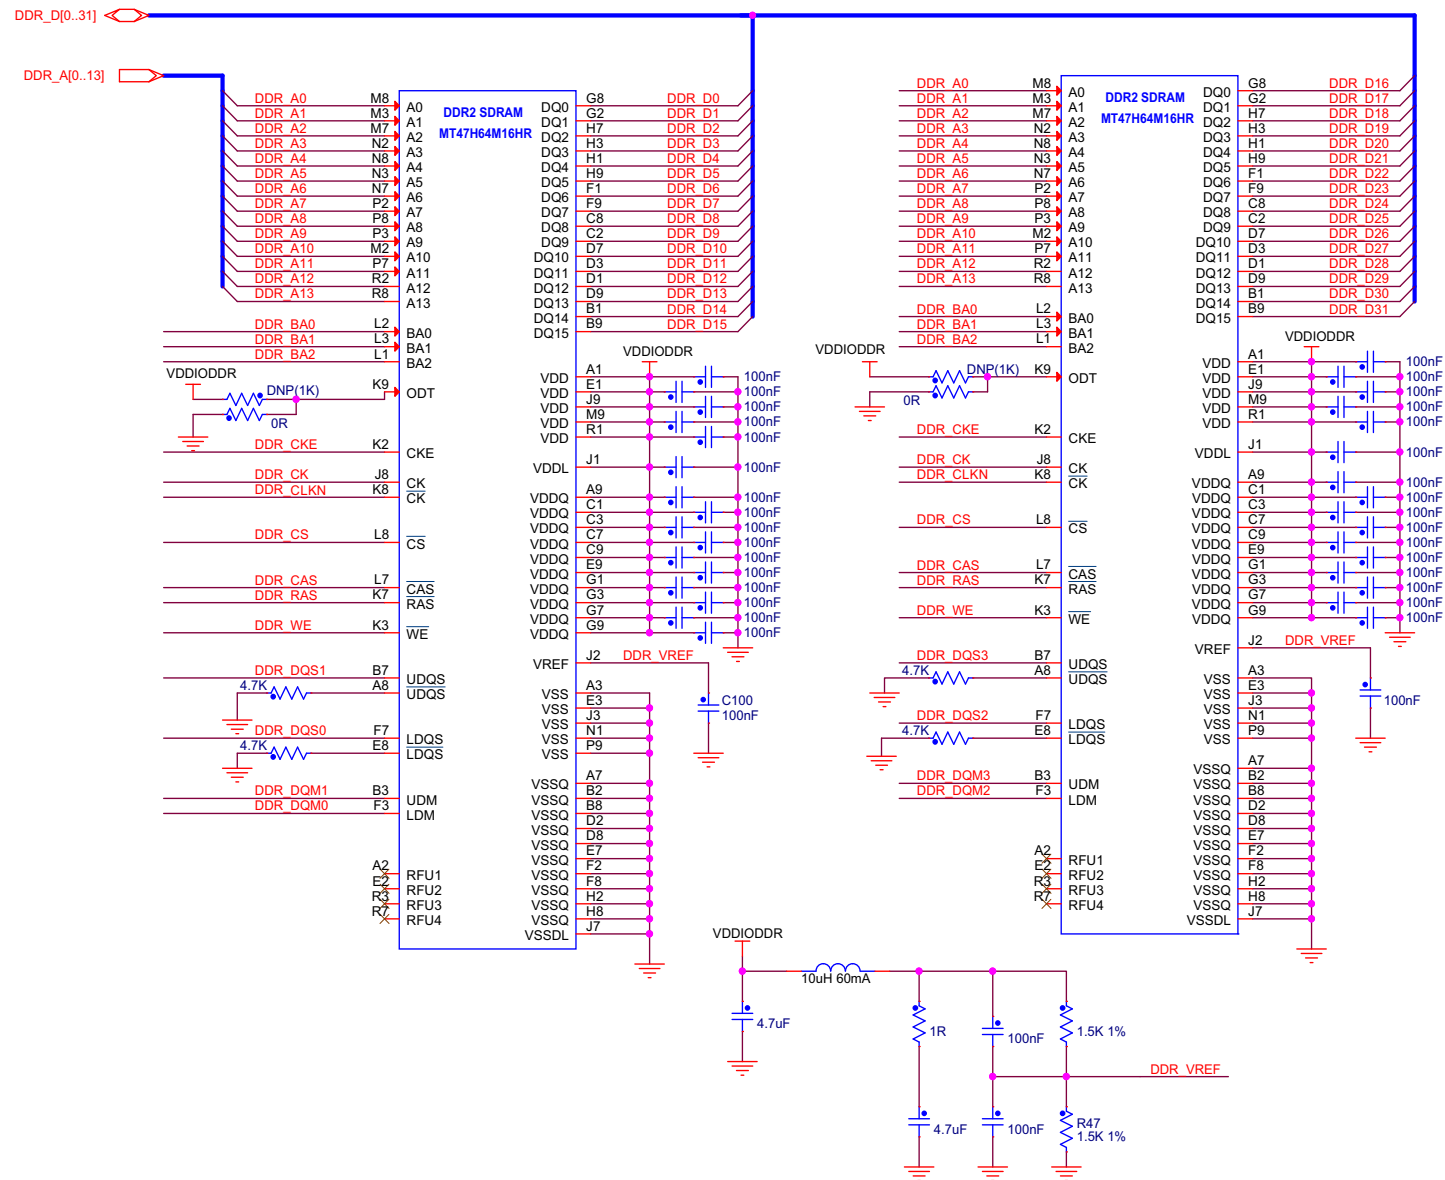 DDR_D[0..31]
DDR_A[0..13]
DDR2 SDRAM
MT47H64M16HR
DDR_A0 M8 A0
DDR_A1 M3 A1
DDR_A2 M7 A2
DDR_A3 N2 A3
DDR_A4 N8 A4
DDR_A5 N3 A5
DDR_A6 N7 A6
DDR_A7 P2 A7
DDR_A8 P8 A8
DDR_A9 P3 A9
DDR_A10 M2 A10
DDR_A11 P7 A11
DDR_A12 R2 A12
DDR_A13 R8 A13
DDR_BA0 L2 BA0
DDR_BA1 L3 BA1
DDR_BA2 L1 BA2
VDDIODDR
DNP(1K) K9 ODT
0R
DDR_CKE K2 CKE
DDR_CK J8 CK
DDR_CLKN K8 CK
DDR_CS L8 CS
DDR_CAS L7 CAS
DDR_RAS K7 RAS
DDR_WE K3 WE
DDR_DQS1 B7 UDQS
4.7K A8 UDQS
DDR_DQS0 F7 LDQS
4.7K E8 LDQS
DDR_DQM1 B3 UDM
DDR_DQM0 F3 LDM
A2 RFU1
E2 RFU2
R3 RFU3
R7 RFU4
DQ0 G8 DDR_D0
DQ1 G2 DDR_D1
DQ2 H7 DDR_D2
DQ3 H3 DDR_D3
DQ4 H1 DDR_D4
DQ5 H9 DDR_D5
DQ6 F1 DDR_D6
DQ7 F9 DDR_D7
DQ8 C8 DDR_D8
DQ9 C2 DDR_D9
DQ10 D7 DDR_D10
DQ11 D3 DDR_D11
DQ12 D1 DDR_D12
DQ13 D9 DDR_D13
DQ14 B1 DDR_D14
DQ15 B9 DDR_D15
VDDIODDR
VDD A1 100nF
VDD E1 100nF
VDD J9 100nF
VDD M9 100nF
VDD R1 100nF
VDDL J1 100nF
VDDQ A9 100nF
VDDQ C1 100nF
VDDQ C3 100nF
VDDQ C7 100nF
VDDQ C9 100nF
VDDQ E9 100nF
VDDQ G1 100nF
VDDQ G3 100nF
VDDQ G7 100nF
VDDQ G9 100nF
VREF J2 DDR_VREF
C100
100nF
VSS A3
VSS E3
VSS J3
VSS N1
VSS P9
VSSQ A7
VSSQ B2
VSSQ B8
VSSQ D2
VSSQ D8
VSSQ E7
VSSQ F2
VSSQ F8
VSSQ H2
VSSQ H8
VSSDL J7
DDR2 SDRAM
MT47H64M16HR
DDR_A0 M8 A0
DDR_A1 M3 A1
DDR_A2 M7 A2
DDR_A3 N2 A3
DDR_A4 N8 A4
DDR_A5 N3 A5
DDR_A6 N7 A6
DDR_A7 P2 A7
DDR_A8 P8 A8
DDR_A9 P3 A9
DDR_A10 M2 A10
DDR_A11 P7 A11
DDR_A12 R2 A12
DDR_A13 R8 A13
DDR_BA0 L2 BA0
DDR_BA1 L3 BA1
DDR_BA2 L1 BA2
VDDIODDR
DNP(1K) K9 ODT
0R
DDR_CKE K2 CKE
DDR_CK J8 CK
DDR_CLKN K8 CK
DDR_CS L8 CS
DDR_CAS L7 CAS
DDR_RAS K7 RAS
DDR_WE K3 WE
DDR_DQS3 B7 UDQS
4.7K A8 UDQS
DDR_DQS2 F7 LDQS
4.7K E8 LDQS
DDR_DQM3 B3 UDM
DDR_DQM2 F3 LDM
A2 RFU1
E2 RFU2
R3 RFU3
R7 RFU4
DQ0 G8 DDR_D16
DQ1 G2 DDR_D17
DQ2 H7 DDR_D18
DQ3 H3 DDR_D19
DQ4 H1 DDR_D20
DQ5 H9 DDR_D21
DQ6 F1 DDR_D22
DQ7 F9 DDR_D23
DQ8 C8 DDR_D24
DQ9 C2 DDR_D25
DQ10 D7 DDR_D26
DQ11 D3 DDR_D27
DQ12 D1 DDR_D28
DQ13 D9 DDR_D29
DQ14 B1 DDR_D30
DQ15 B9 DDR_D31
VDDIODDR
VDD A1 100nF
VDD E1 100nF
VDD J9 100nF
VDD M9 100nF
VDD R1 100nF
VDDL J1 100nF
VDDQ A9 100nF
VDDQ C1 100nF
VDDQ C3 100nF
VDDQ C7 100nF
VDDQ C9 100nF
VDDQ E9 100nF
VDDQ G1 100nF
VDDQ G3 100nF
VDDQ G7 100nF
VDDQ G9 100nF
VREF J2 DDR_VREF
100nF
VSS A3
VSS E3
VSS J3
VSS N1
VSS P9
VSSQ A7
VSSQ B2
VSSQ B8
VSSQ D2
VSSQ D8
VSSQ E7
VSSQ F2
VSSQ F8
VSSQ H2
VSSQ H8
VSSDL J7
VDDIODDR
10uH 60mA
4.7uF
1R
100nF
1.5K 1%
DDR_VREF
4.7uF
100nF
R47
1.5K 1%